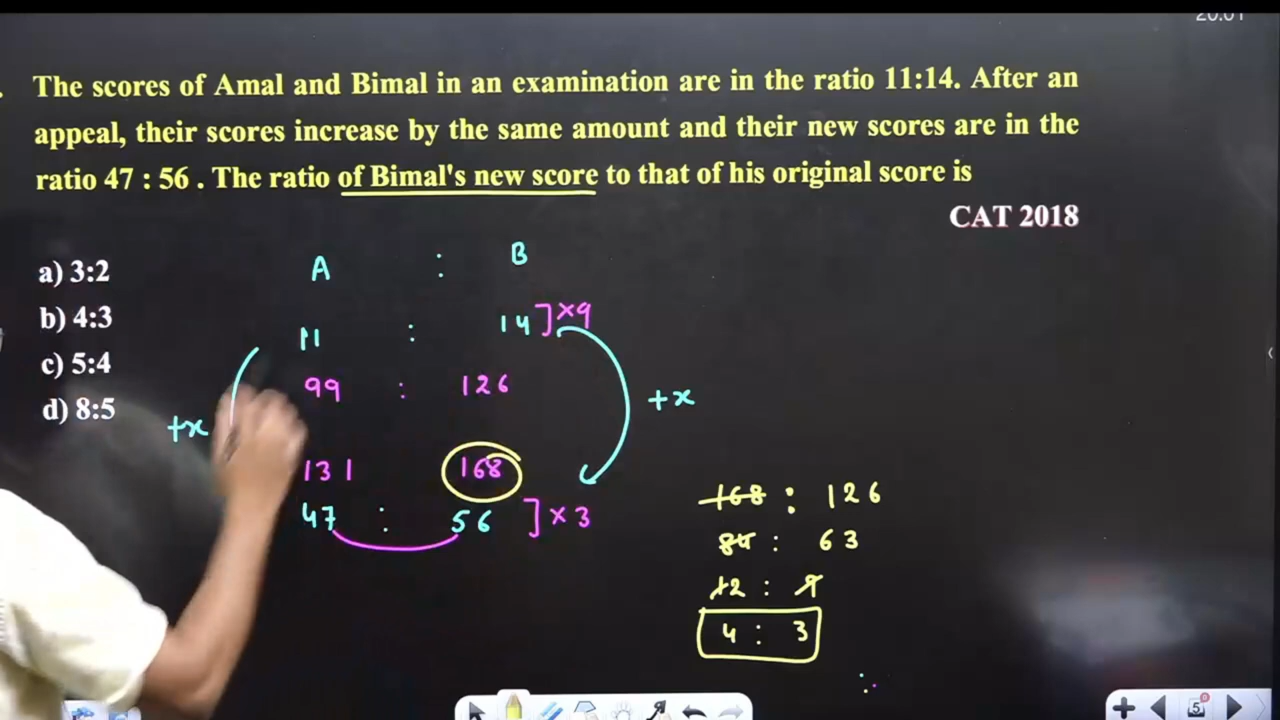 The scores of Amal and Bimal in an examination are in the ratio 11:14. After an
appeal, their scores increase by the same amount and their new scores are in the
ratio 47 : 56 . The ratio of Bimal's new score to that of his original score is
CAT 2018
a) 3:2
b) 4:3
c) 5:4
d) 8:5
A : B
11 : 14 ] ×9
99 : 126
+x
+x
131 168
47 : 56 ] × 3
168 : 126
84 : 63
12 : 9
4 : 3
:
5